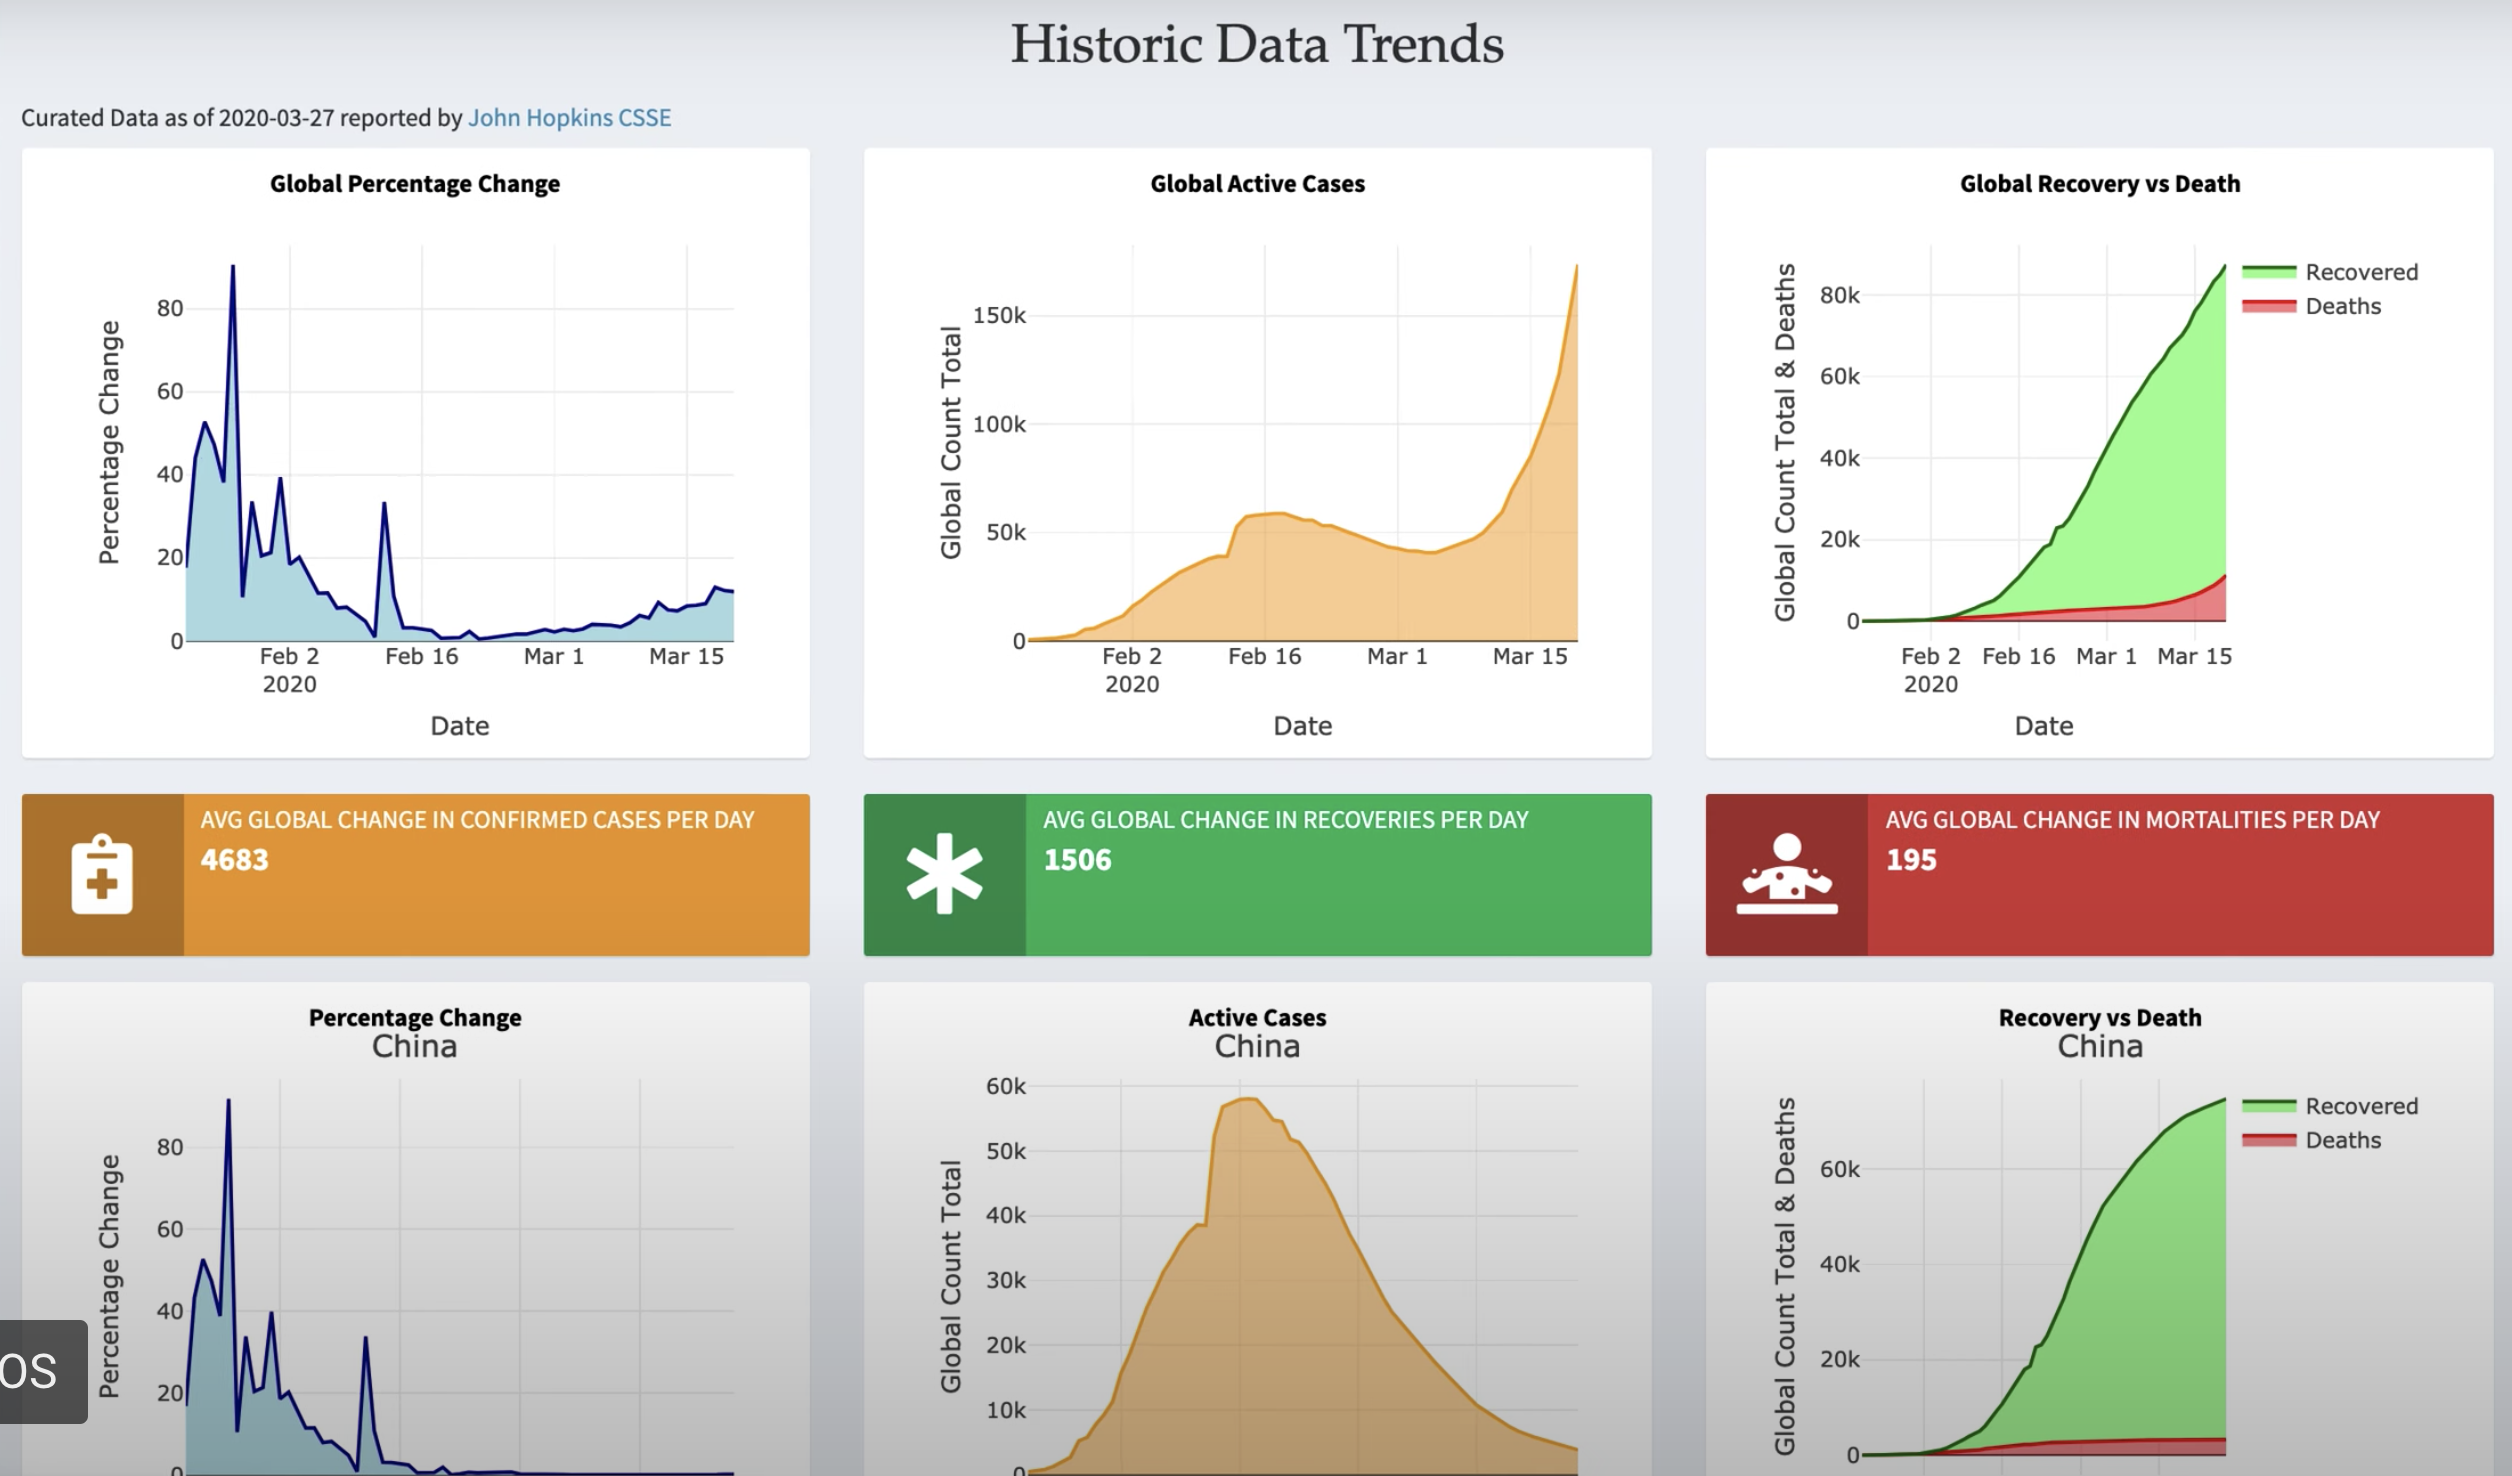 Historic Data Trends
Curated Data as of 2020-03-27 reported by John Hopkins CSSE
Global Percentage Change
Percentage Change
80
60
40
20
0
Feb 2
2020
Feb 16
Mar 1
Mar 15
Date
Global Active Cases
Global Count Total
150k
100k
50k
0
Feb 2
2020
Feb 16
Mar 1
Mar 15
Date
Global Recovery vs Death
Global Count Total & Deaths
80k
60k
40k
20k
0
Feb 2
2020
Feb 16
Mar 1
Mar 15
Date
Recovered
Deaths
AVG GLOBAL CHANGE IN CONFIRMED CASES PER DAY
4683
AVG GLOBAL CHANGE IN RECOVERIES PER DAY
1506
AVG GLOBAL CHANGE IN MORTALITIES PER DAY
195
Percentage Change
China
Percentage Change
80
60
40
20
0
Active Cases
China
Global Count Total
60k
50k
40k
30k
20k
10k
0
Recovery vs Death
China
Global Count Total & Deaths
60k
40k
20k
0
Recovered
Deaths
OS